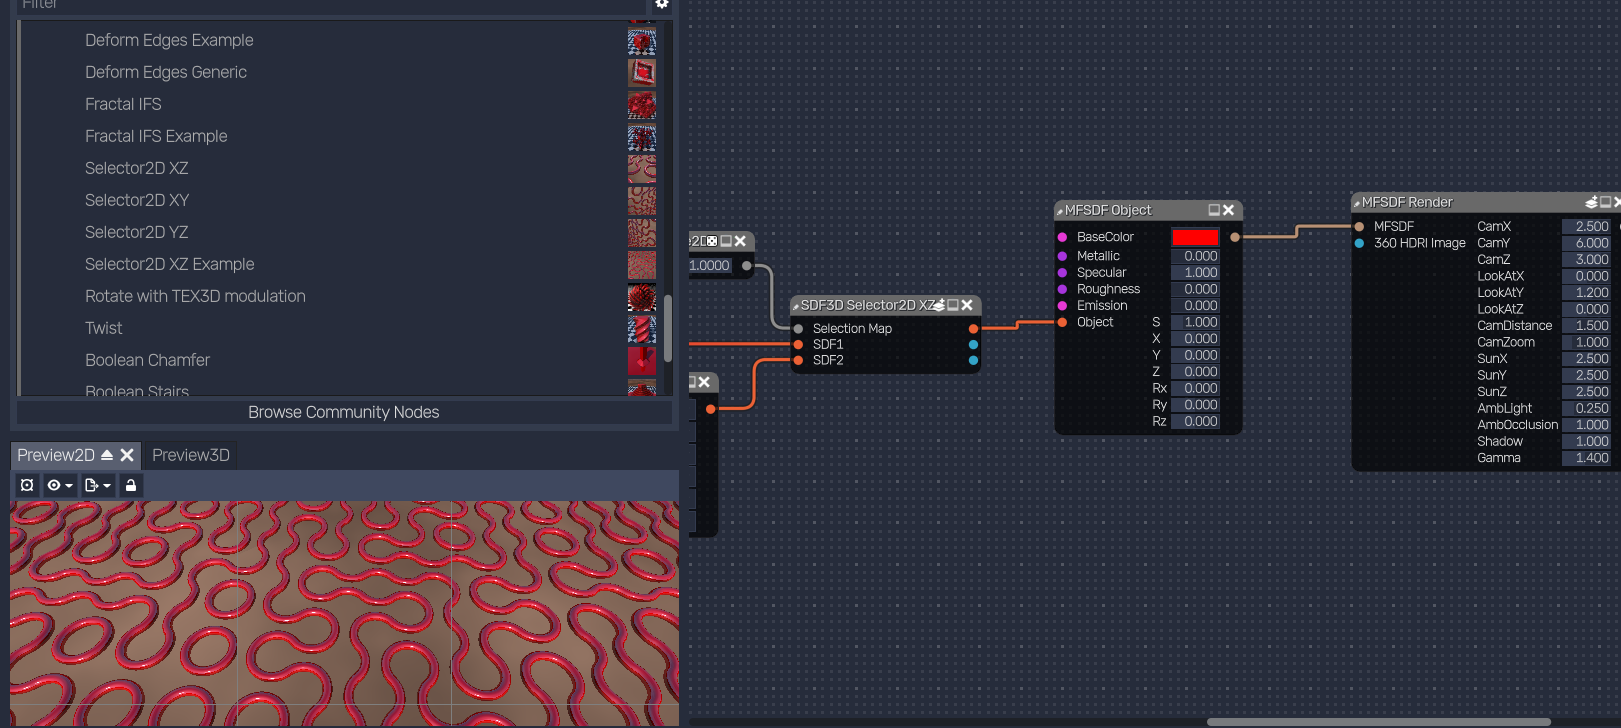 Filter
Deform Edges Example
Deform Edges Generic
Fractal IFS
Fractal IFS Example
Selector2D XZ
Selector2D XY
Selector2D YZ
Selector2D XZ Example
Rotate with TEX3D modulation
Twist
Boolean Chamfer
Boolean Stairs
Browse Community Nodes
Preview2D
Preview3D
e2D
1.0000
SDF3D Selector2D XZ
Selection Map
SDF1
SDF2
MFSDF Object
BaseColor
Metallic 0.000
Specular 1.000
Roughness 0.000
Emission 0.000
Object S 1.000
X 0.000
Y 0.000
Z 0.000
Rx 0.000
Ry 0.000
Rz 0.000
MFSDF Render
MFSDF CamX 2.500
360 HDRI Image CamY 6.000
CamZ 3.000
LookAtX 0.000
LookAtY 1.200
LookAtZ 0.000
CamDistance 1.500
CamZoom 1.000
SunX 2.500
SunY 2.500
SunZ 2.500
AmbLight 0.250
AmbOcclusion 1.000
Shadow 1.000
Gamma 1.400